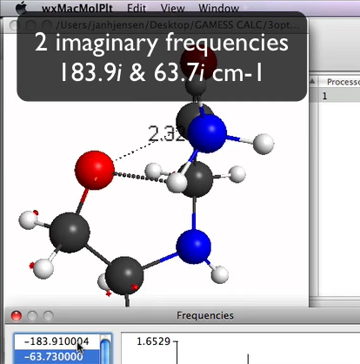 wxMacMolPlt Edit View Window
/Users/janhjensen/Desktop/GAMESS CALC/3opt
2 imaginary frequencies
183.9i & 63.7i cm-1
Process
1
2.32
Frequencies
-183.910004
1.6529
-63.730000